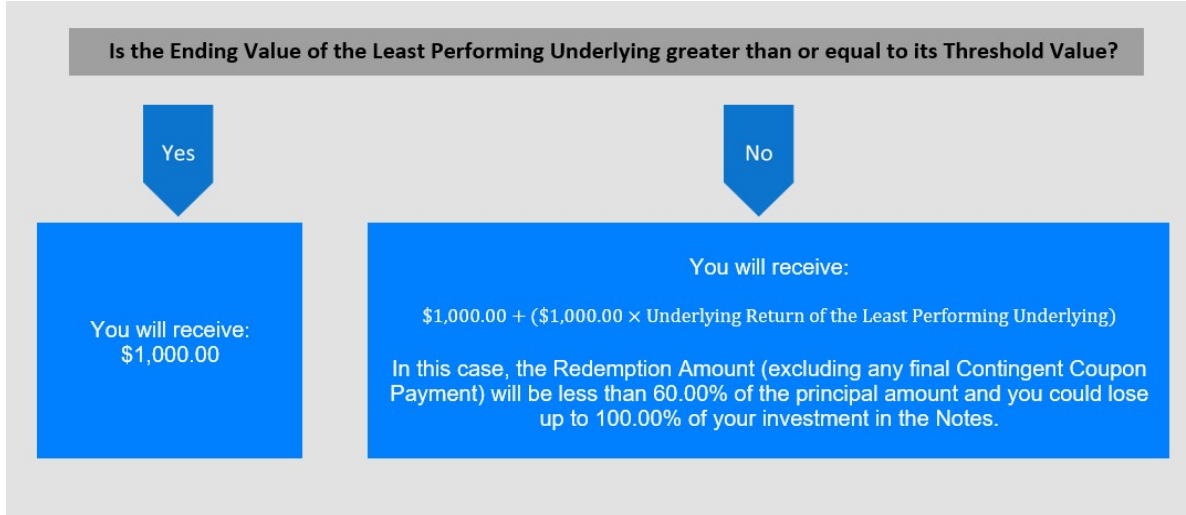 Is the Ending Value of the Least Performing Underlying greater than or equal to its Threshold Value?
Yes
No
You will receive:
$1,000.00
You will receive:
$1,000.00 + ($1,000.00 × Underlying Return of the Least Performing Underlying)
In this case, the Redemption Amount (excluding any final Contingent Coupon
Payment) will be less than 60.00% of the principal amount and you could lose
up to 100.00% of your investment in the Notes.